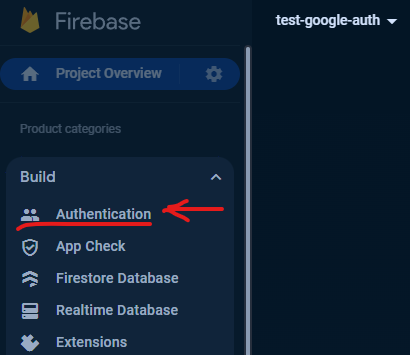 Firebase
test-google-auth
Project Overview
Product categories
Build
Authentication
App Check
Firestore Database
Realtime Database
Extensions